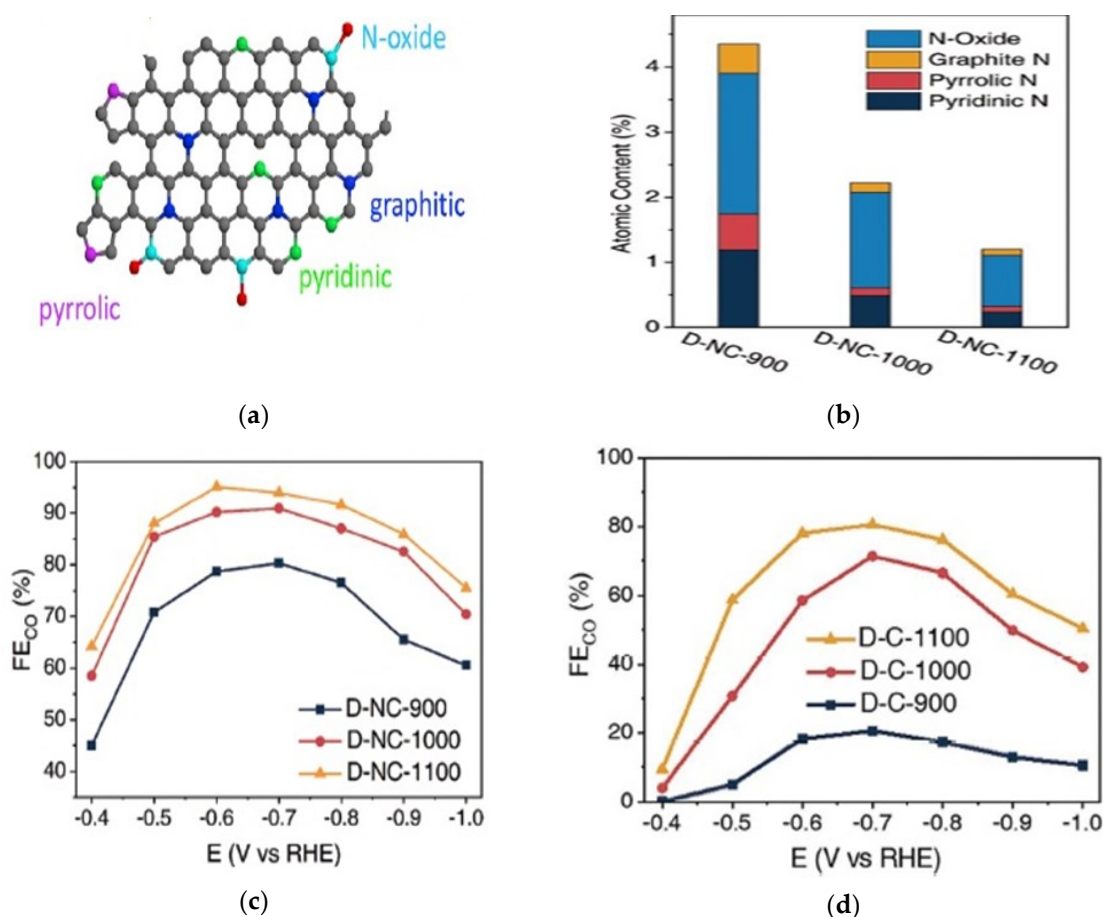 N-oxide
graphitic
pyridinic
pyrrolic
(a)
N-Oxide
Graphite N
Pyrrolic N
Pyridinic N
Atomic Content (%)
4
3
2
1
0
D-NC-900
D-NC-1000
D-NC-1100
(b)
100
90
80
70
60
50
40
FECO (%)
D-NC-900
D-NC-1000
D-NC-1100
-0.4 -0.5 -0.6 -0.7 -0.8 -0.9 -1.0
E (V vs RHE)
(c)
100
80
60
40
20
0
FECO (%)
D-C-1100
D-C-1000
D-C-900
-0.4 -0.5 -0.6 -0.7 -0.8 -0.9 -1.0
E (V vs RHE)
(d)